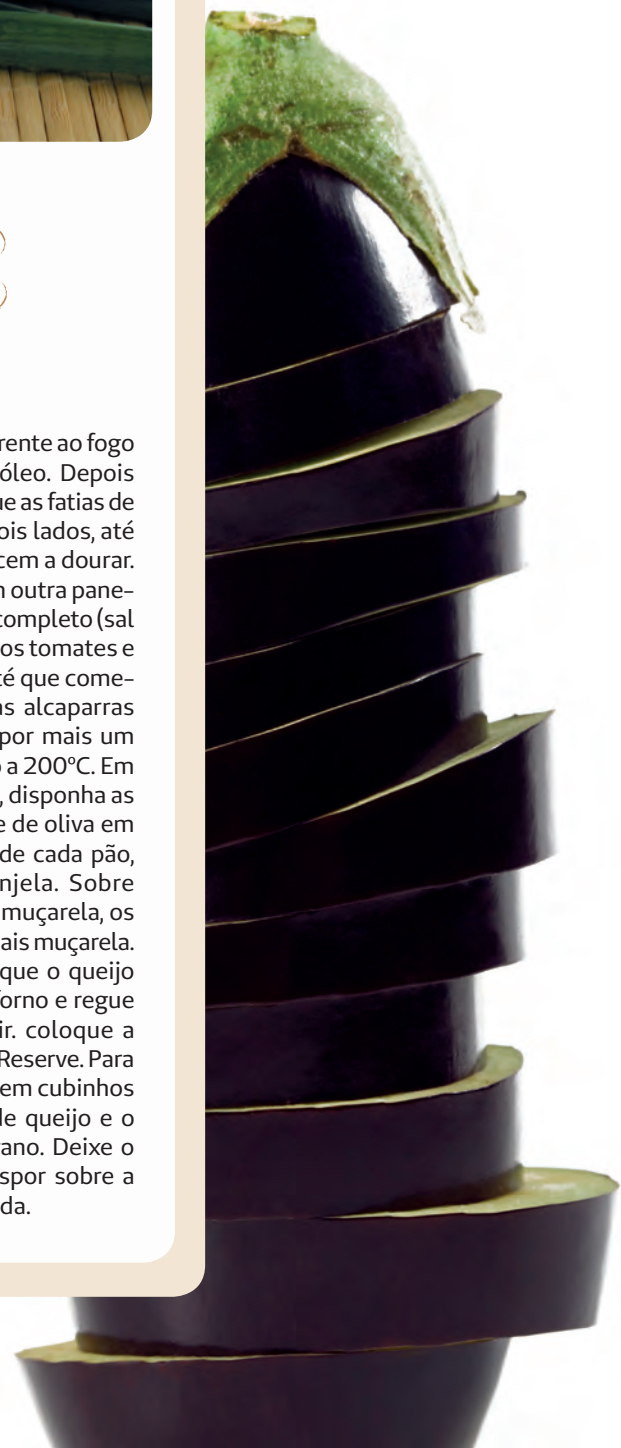 rente ao fogo
óleo. Depois
ue as fatias de
ois lados, até
cem a dourar.
outra pane-
completo (sal
os tomates e
té que come-
as alcaparras
por mais um
a 200ºC. Em
, disponha as
e de oliva em
de cada pão,
njela. Sobre
muçarela, os
ais muçarela.
que o queijo
forno e regue
ir. coloque a
Reserve. Para
em cubinhos
de queijo e o
ano. Deixe o
spor sobre a
da.